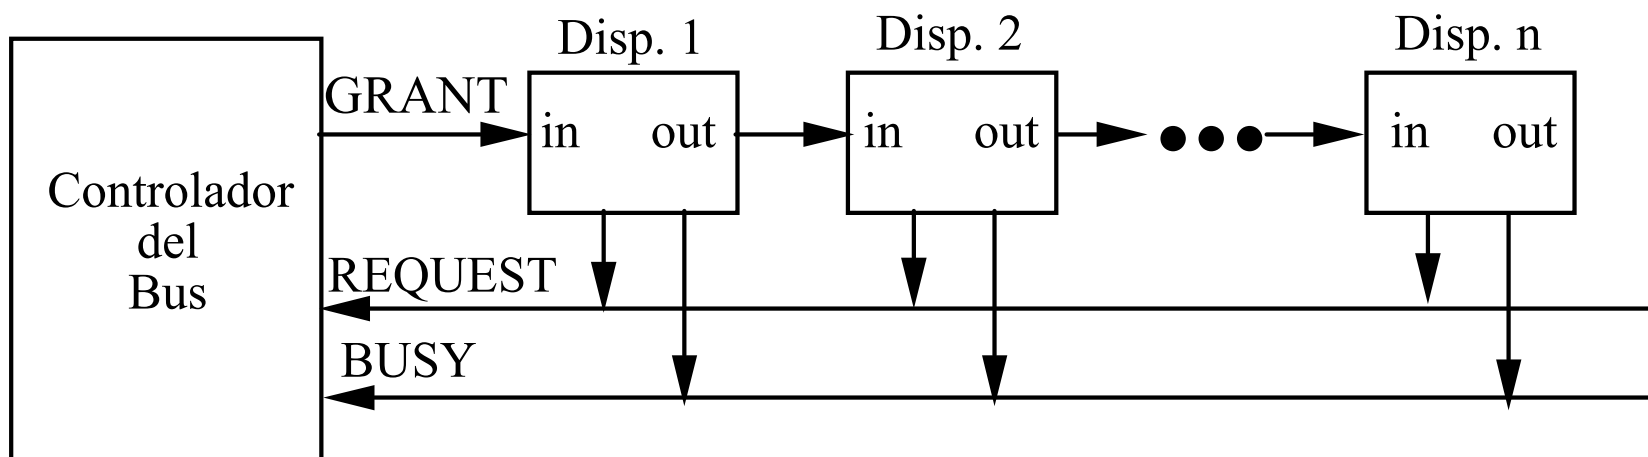 Disp. 1
Disp. 2
Disp. n
GRANT
in out
in out
in out
Controlador
del
Bus
REQUEST
BUSY